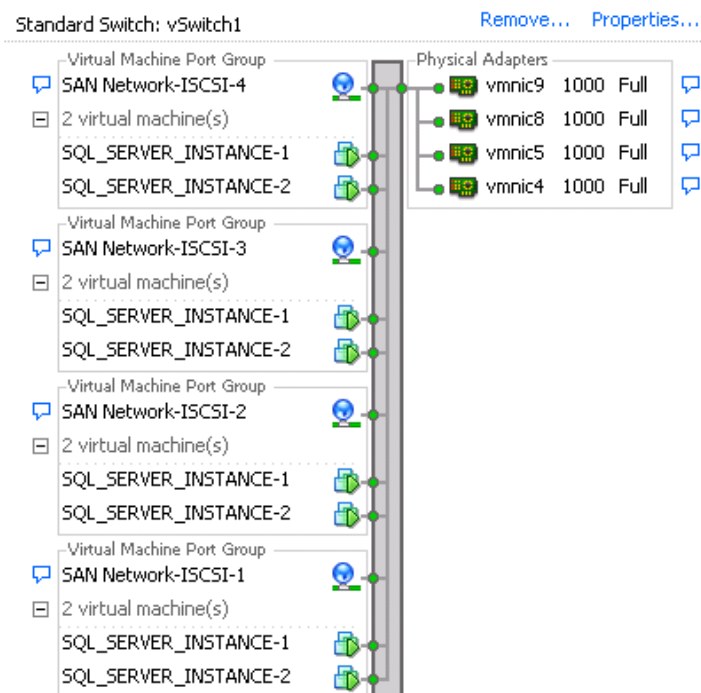 Standard Switch: vSwitch1 Remove... Properties...
Virtual Machine Port Group
SAN Network-ISCSI-4
2 virtual machine(s)
SQL_SERVER_INSTANCE-1
SQL_SERVER_INSTANCE-2
Physical Adapters
vmnic9 1000 Full
vmnic8 1000 Full
vmnic5 1000 Full
vmnic4 1000 Full
Virtual Machine Port Group
SAN Network-ISCSI-3
2 virtual machine(s)
SQL_SERVER_INSTANCE-1
SQL_SERVER_INSTANCE-2
Virtual Machine Port Group
SAN Network-ISCSI-2
2 virtual machine(s)
SQL_SERVER_INSTANCE-1
SQL_SERVER_INSTANCE-2
Virtual Machine Port Group
SAN Network-ISCSI-1
2 virtual machine(s)
SQL_SERVER_INSTANCE-1
SQL_SERVER_INSTANCE-2